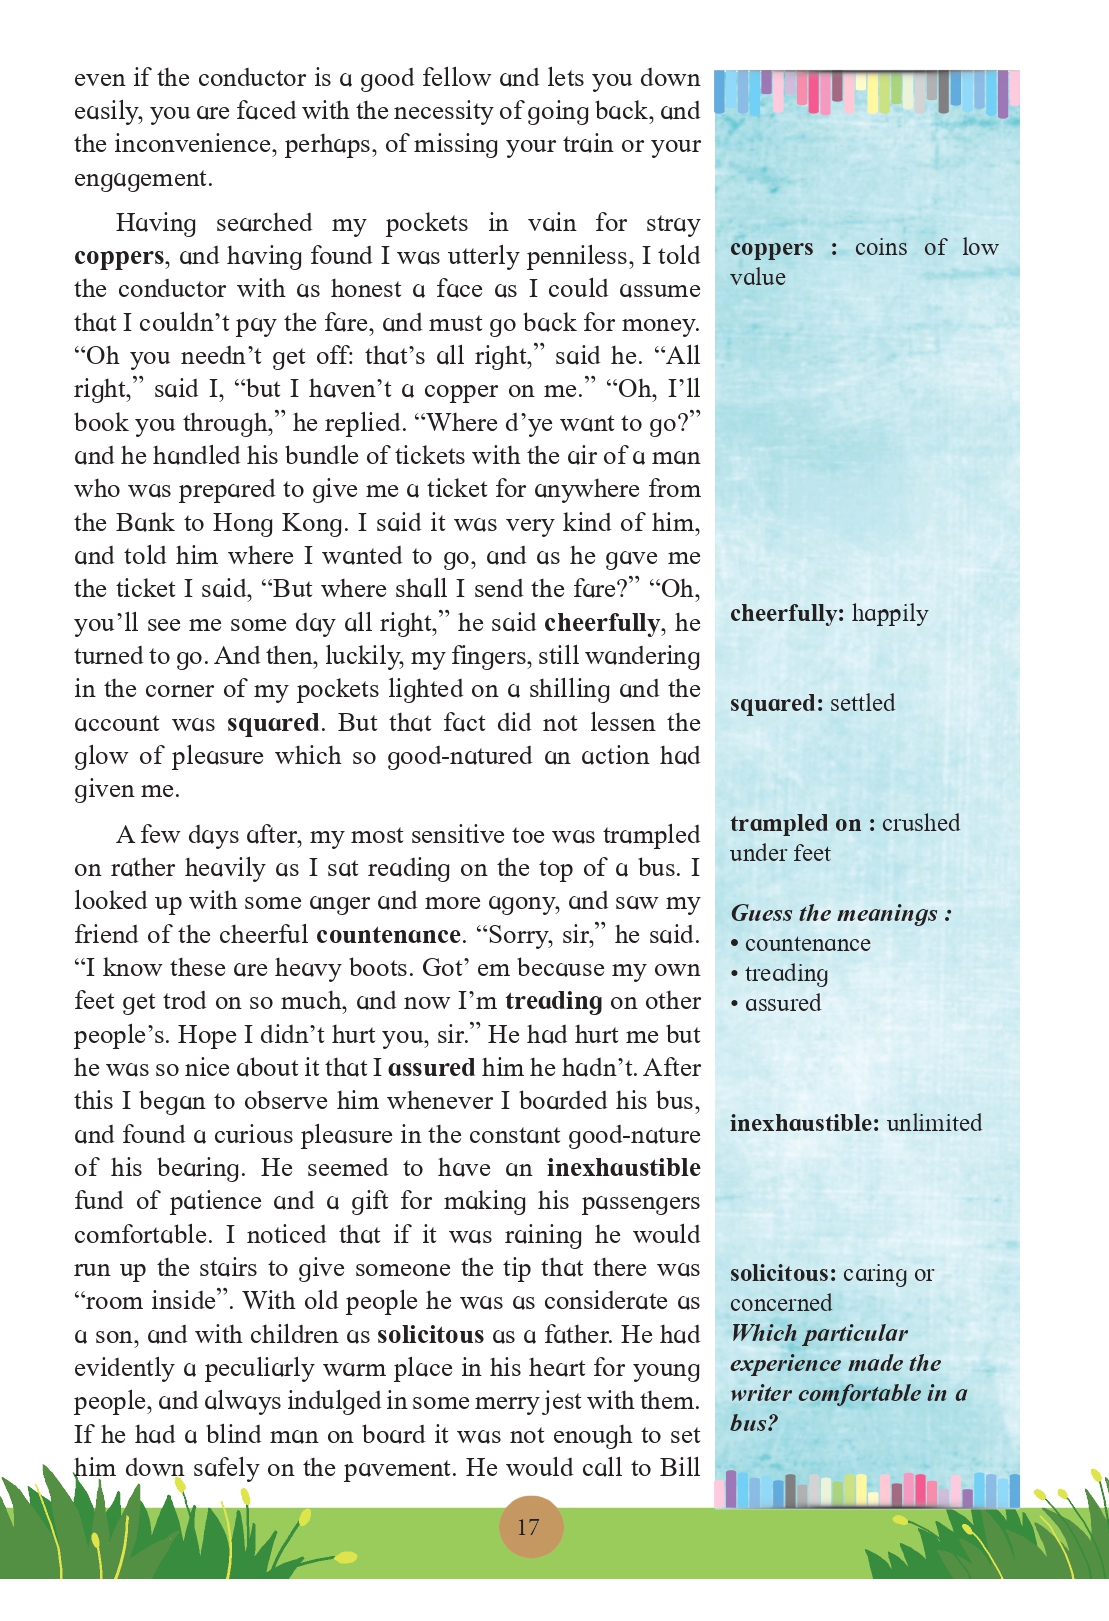 even if the conductor is a good fellow and lets you down
easily, you are faced with the necessity of going back, and
the inconvenience, perhaps, of missing your train or your
engagement.
Having searched my pockets in vain for stray
coppers, and having found I was utterly penniless, I told
the conductor with as honest a face as I could assume
that I couldn’t pay the fare, and must go back for money.
“Oh you needn’t get off: that’s all right,” said he. “All
right,” said I, “but I haven’t a copper on me.” “Oh, I’ll
book you through,” he replied. “Where d’ye want to go?”
and he handled his bundle of tickets with the air of a man
who was prepared to give me a ticket for anywhere from
the Bank to Hong Kong. I said it was very kind of him,
and told him where I wanted to go, and as he gave me
the ticket I said, “But where shall I send the fare?” “Oh,
you’ll see me some day all right,” he said cheerfully, he
turned to go. And then, luckily, my fingers, still wandering
in the corner of my pockets lighted on a shilling and the
account was squared. But that fact did not lessen the
glow of pleasure which so good-natured an action had
given me.
A few days after, my most sensitive toe was trampled
on rather heavily as I sat reading on the top of a bus. I
looked up with some anger and more agony, and saw my
friend of the cheerful countenance. “Sorry, sir,” he said.
“I know these are heavy boots. Got’ em because my own
feet get trod on so much, and now I’m treading on other
people’s. Hope I didn’t hurt you, sir.” He had hurt me but
he was so nice about it that I assured him he hadn’t. After
this I began to observe him whenever I boarded his bus,
and found a curious pleasure in the constant good-nature
of his bearing. He seemed to have an inexhaustible
fund of patience and a gift for making his passengers
comfortable. I noticed that if it was raining he would
run up the stairs to give someone the tip that there was
“room inside”. With old people he was as considerate as
a son, and with children as solicitous as a father. He had
evidently a peculiarly warm place in his heart for young
people, and always indulged in some merry jest with them.
If he had a blind man on board it was not enough to set
him down safely on the pavement. He would call to Bill
coppers : coins of low
value
cheerfully: happily
squared: settled
trampled on : crushed
under feet
Guess the meanings :
• countenance
• treading
• assured
inexhaustible: unlimited
solicitous: caring or
concerned
Which particular
experience made the
writer comfortable in a
bus?
17